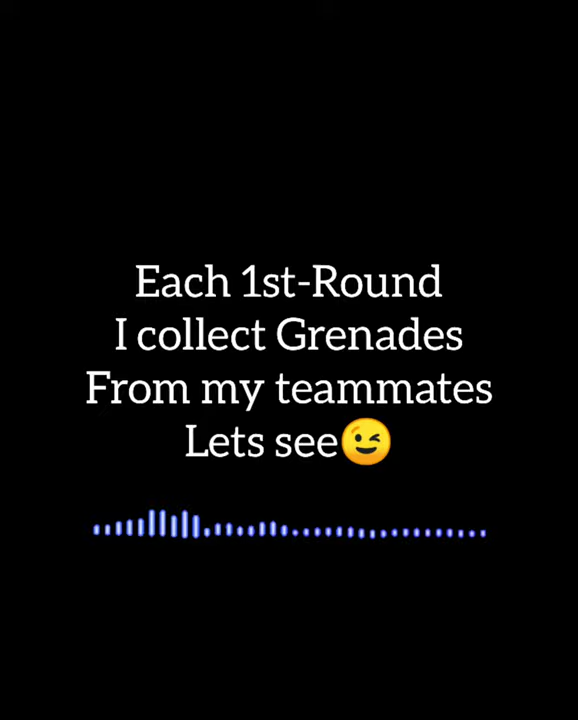 Each 1st-Round
I collect Grenades
From my teammates
Lets see😉